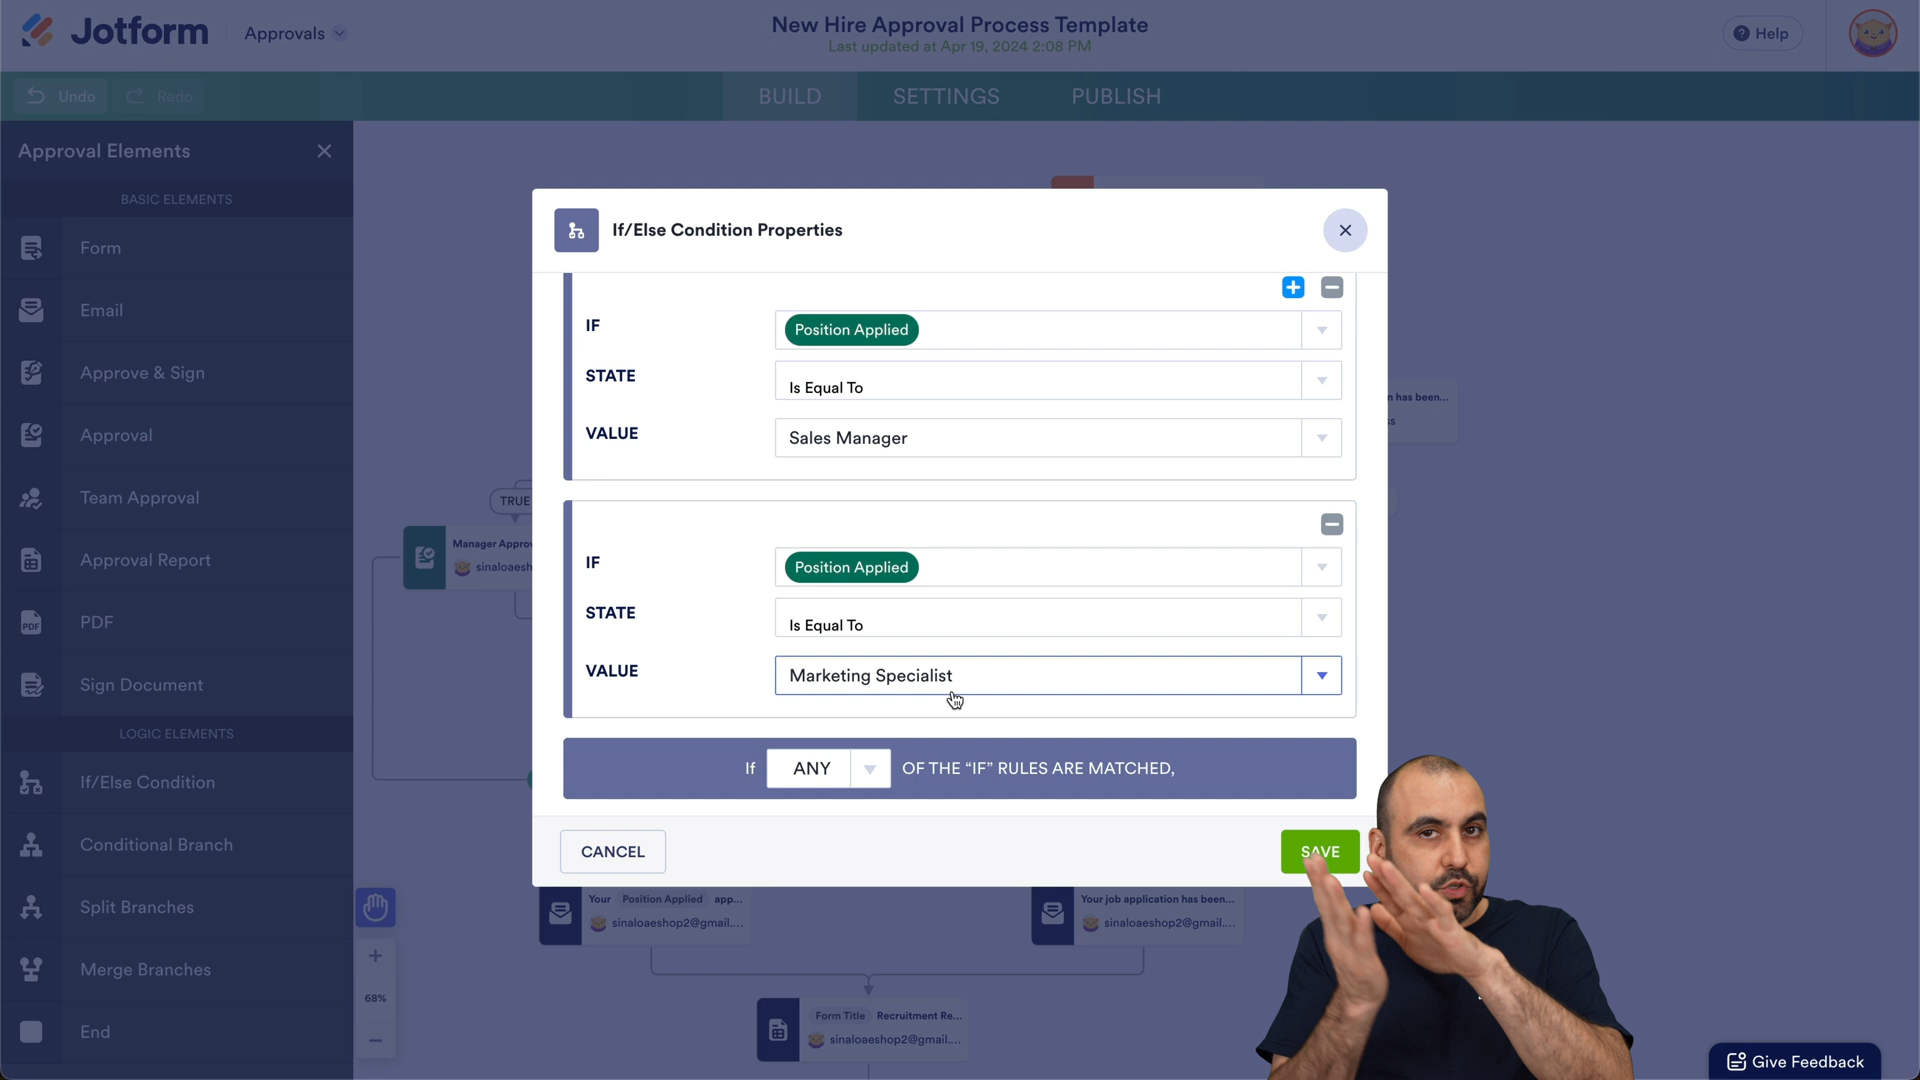 Jotform
Approvals
New Hire Approval Process Template
Last updated at Apr 19, 2024 2:08 PM
Help
Undo
Redo
BUILD
SETTINGS
PUBLISH
Approval Elements
BASIC ELEMENTS
Form
Email
Approve & Sign
Approval
Team Approval
Approval Report
PDF
PDF
Sign Document
LOGIC ELEMENTS
If/Else Condition
Conditional Branch
Split Branches
Merge Branches
End
68%
TRUE
Manager Approv
sinaloaesh
If/Else Condition Properties
IF
Position Applied
STATE
Is Equal To
VALUE
Sales Manager
IF
Position Applied
STATE
Is Equal To
VALUE
Marketing Specialist
If ANY OF THE “IF” RULES ARE MATCHED,
CANCEL
SAVE
n has been...
ss
Your Position Applied app...
sinaloaeshop2@gmail....
Your job application has been...
sinaloaeshop2@gmail....
Form Title Recruitment Re...
sinaloaeshop2@gmail....
Give Feedback